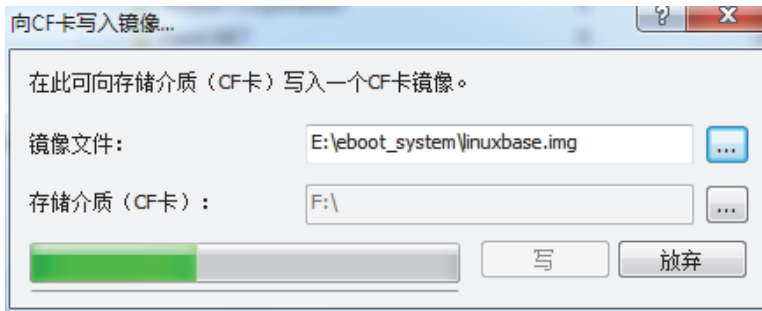 向CF卡写入镜像...
在此可向存储介质（CF卡）写入一个CF卡镜像。
镜像文件： E:\eboot_system\linuxbase.img ...
存储介质（CF卡）： F:\ ...
写 放弃